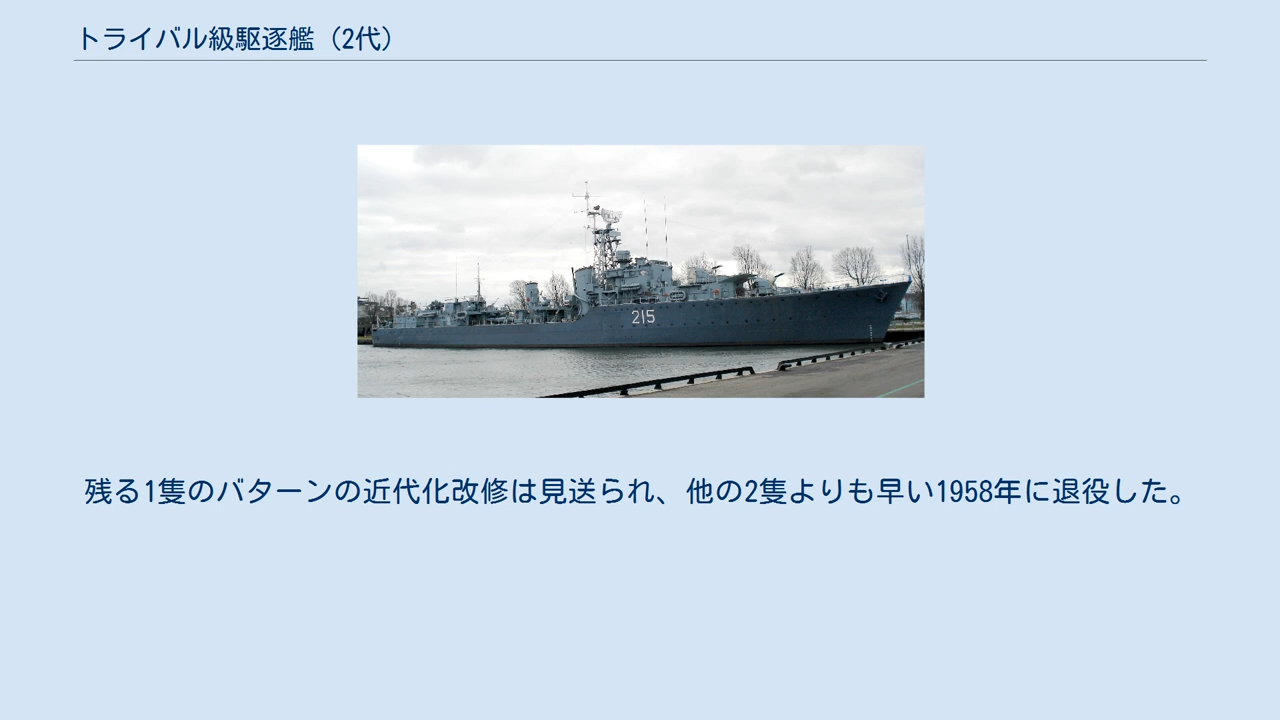 トライバル級駆逐艦（2代）
215
残る1隻のバターンの近代化改修は見送られ、他の2隻よりも早い1958年に退役した。